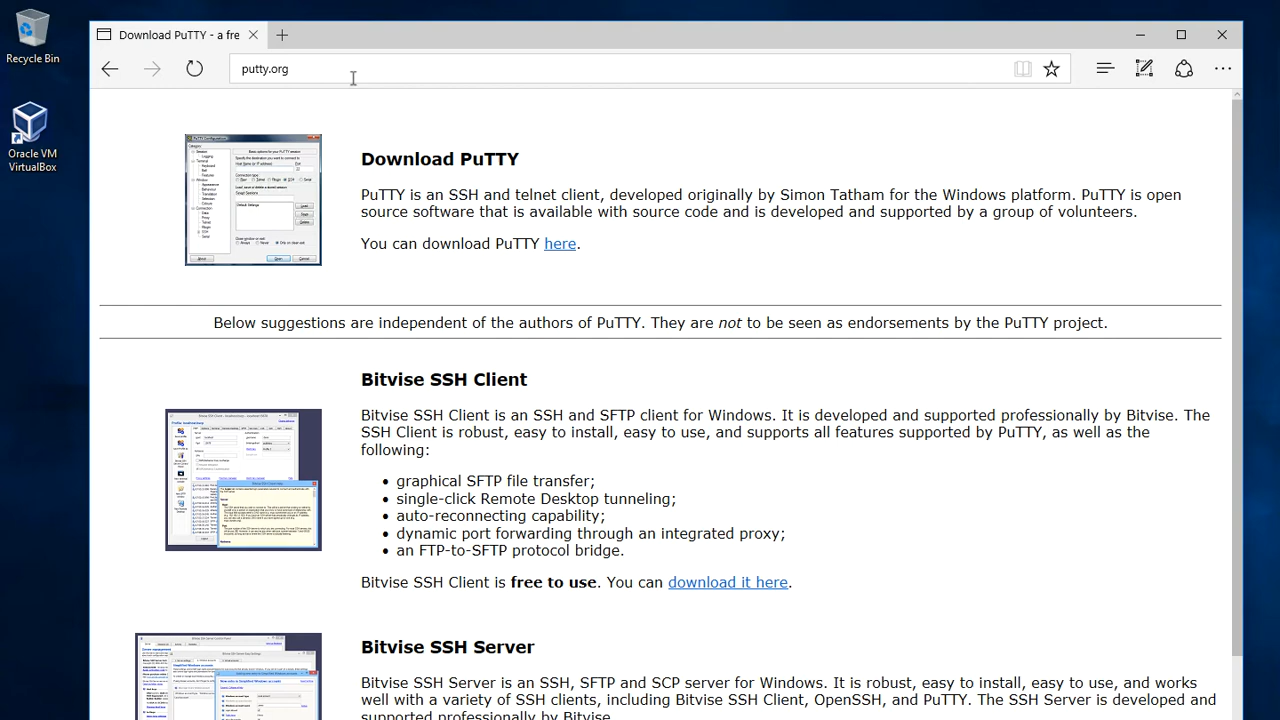 Recycle Bin
Oracle VM
VirtualBox
Download PuTTY - a fre
putty.org
Download PuTTY
PuTTY is an SSH and telnet client, developed originally by Simon Tatham for the Windows platform. PuTTY is open
source software that is available with source code and is developed and supported by a group of volunteers.
You can download PuTTY here.
Below suggestions are independent of the authors of PuTTY. They are not to be seen as endorsements by the PuTTY project.
Bitvise SSH Client
Bitvise SSH Client is an SSH and SFTP client for Windows. It is developed and supported professionally by Bitvise. The
SSH Client is robust, easy to install, easy to use, and supports all features supported by PuTTY, as well as the
following:
• graphical SFTP file transfer;
• single-click Remote Desktop tunneling;
• auto-reconnecting capability;
• dynamic port forwarding through an integrated proxy;
• an FTP-to-SFTP protocol bridge.
Bitvise SSH Client is free to use. You can download it here.
Bitvise SSH Server
Bitvise SSH Server is an SSH, SFTP and SCP server for Windows. It is robust, easy to install, easy to use, and works
well with a variety of SSH clients, including Bitvise SSH Client, OpenSSH, and PuTTY. The SSH Server is developed and
supported professionally by Bitvise.